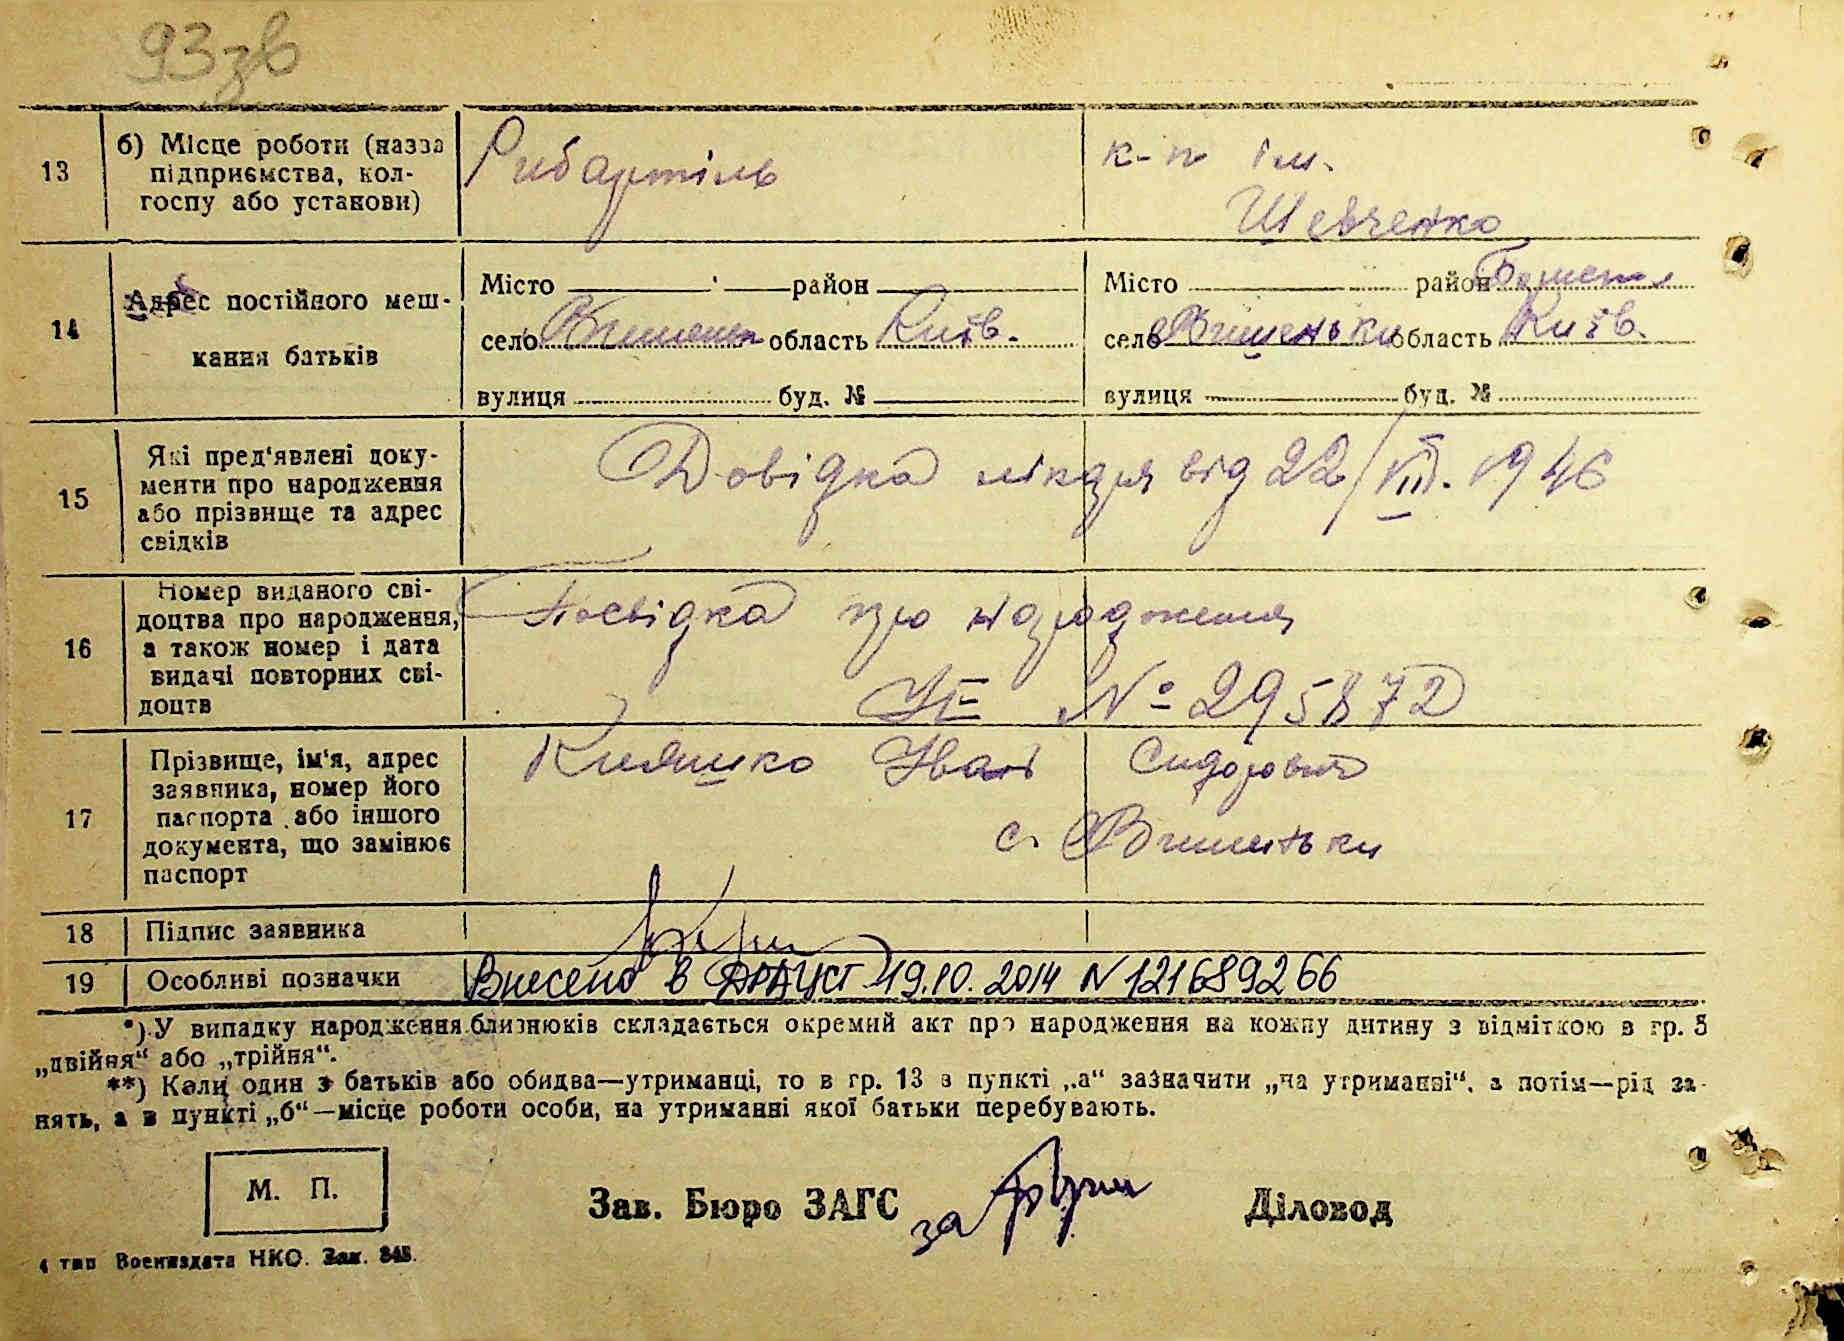 93зв
13
б) Місце роботи (назва
підприємства, кол-
госпу або установи)
Рибартіль
к-п ім.
Шевченко
14
Адрес постійного меш-
кання батьків
Місто район
село Вишеньки область Київ.
вулиця буд. №
Місто район
село Вишеньки область Київ.
вулиця буд. №
15
Які пред'явлені доку-
менти про народження
або прізвище та адрес
свідків
Довідка лікаря від 22/VIII. 1946
16
Номер виданого сві-
доцтва про народження,
а також номер і дата
видачі повторних сві-
доцтв
Посвідка про народження
№ 295872
17
Прізвище, ім'я, адрес
заявника, номер його
паспорта або іншого
документа, що замінює
паспорт
Кияшко Іван Сидорович
с. Вишеньки
18
Підпис заявника
19
Особливі позначки
Внесено в ДРАЦСГ 19.10.2014 N 121689266
*) У випадку народження близнюків складається окремий акт про народження на кожну дитину з відміткою в гр. 5
„двійня“ або „трійня“.
**) Коли один з батьків або обидва—утриманці, то в гр. 13 в пункті „а“ зазначити „на утриманні“, а потім—рід за-
нять, а в пункті „б“—місце роботи особи, на утриманні якої батьки перебувають.
М. П.
Зав. Бюро ЗАГС
за
Діловод
4 тип Воениздата НКО. Зак. 845.